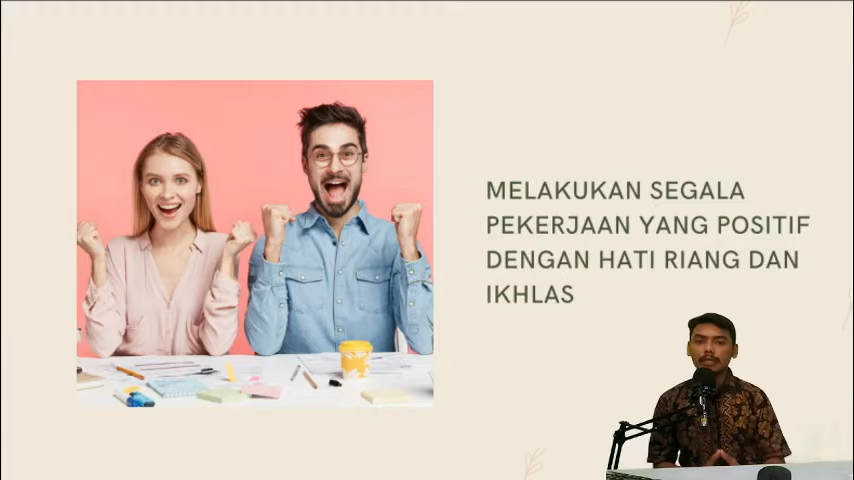 MELAKUKAN SEGALA
PEKERJAAN YANG POSITIF
DENGAN HATI RIANG DAN
IKHLAS